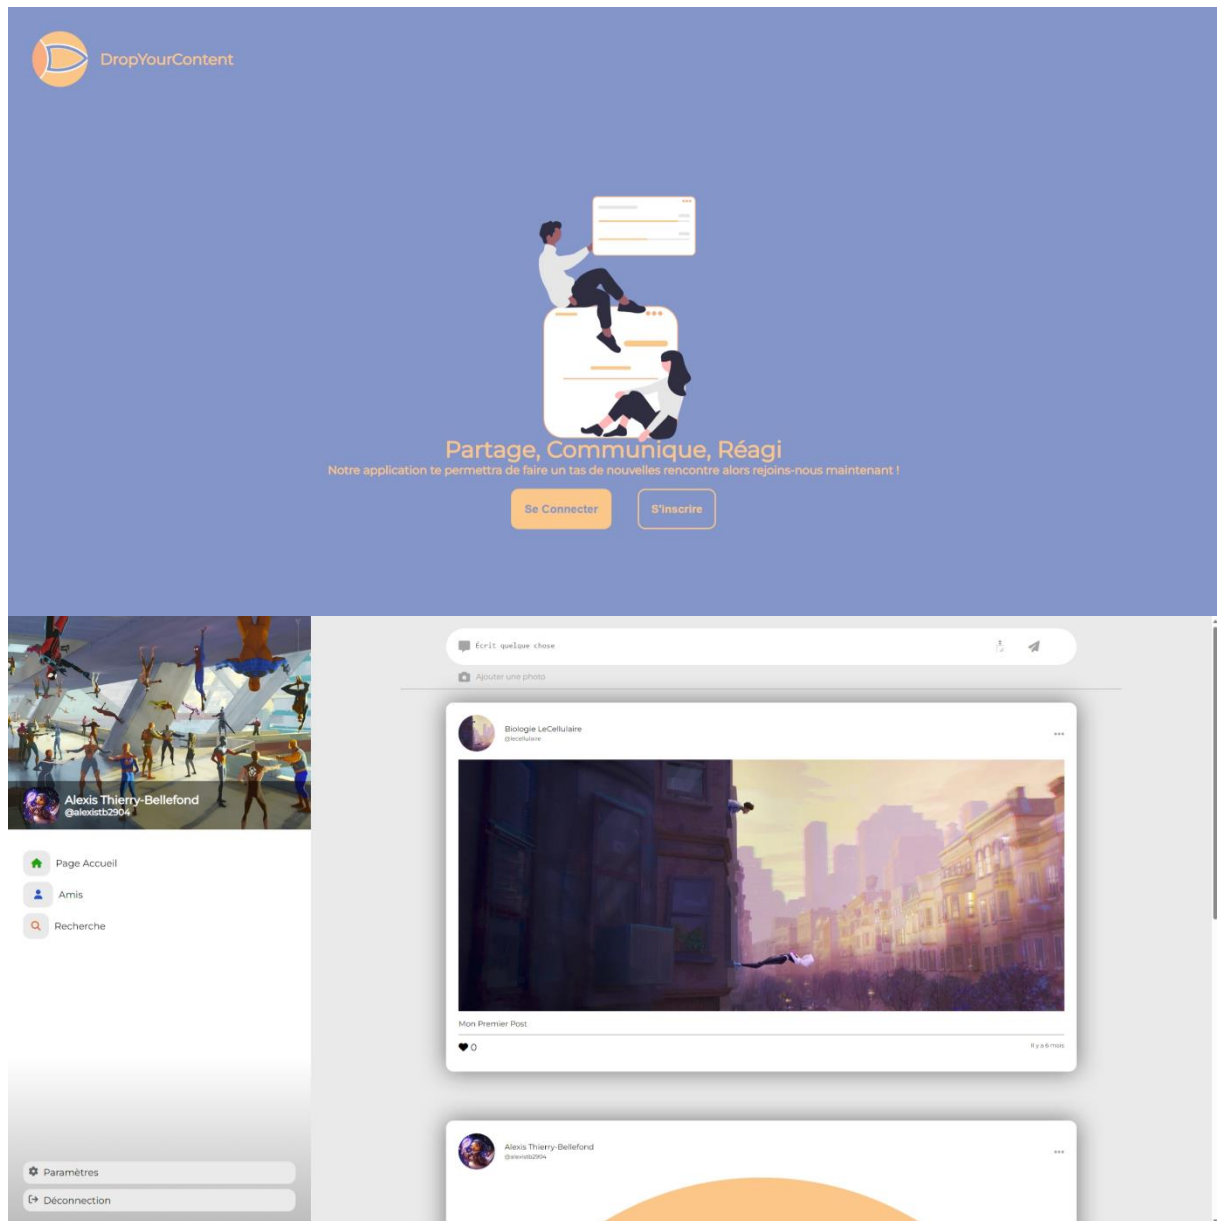 DropYourContent
Partage, Communique, Réagi
Notre application te permettra de faire un tas de nouvelles rencontre alors rejoins-nous maintenant !
Se Connecter
S'inscrire
Alexis Thierry-Bellefond
@alexistb2904
Page Accueil
Amis
Recherche
Paramètres
Déconnection
Écrit quelque chose
Ajouter une photo
Biologie LeCellulaire
@lecellulaire
Mon Premier Post
0
Il y a 6 mois
Alexis Thierry-Bellefond
@alexistb2904